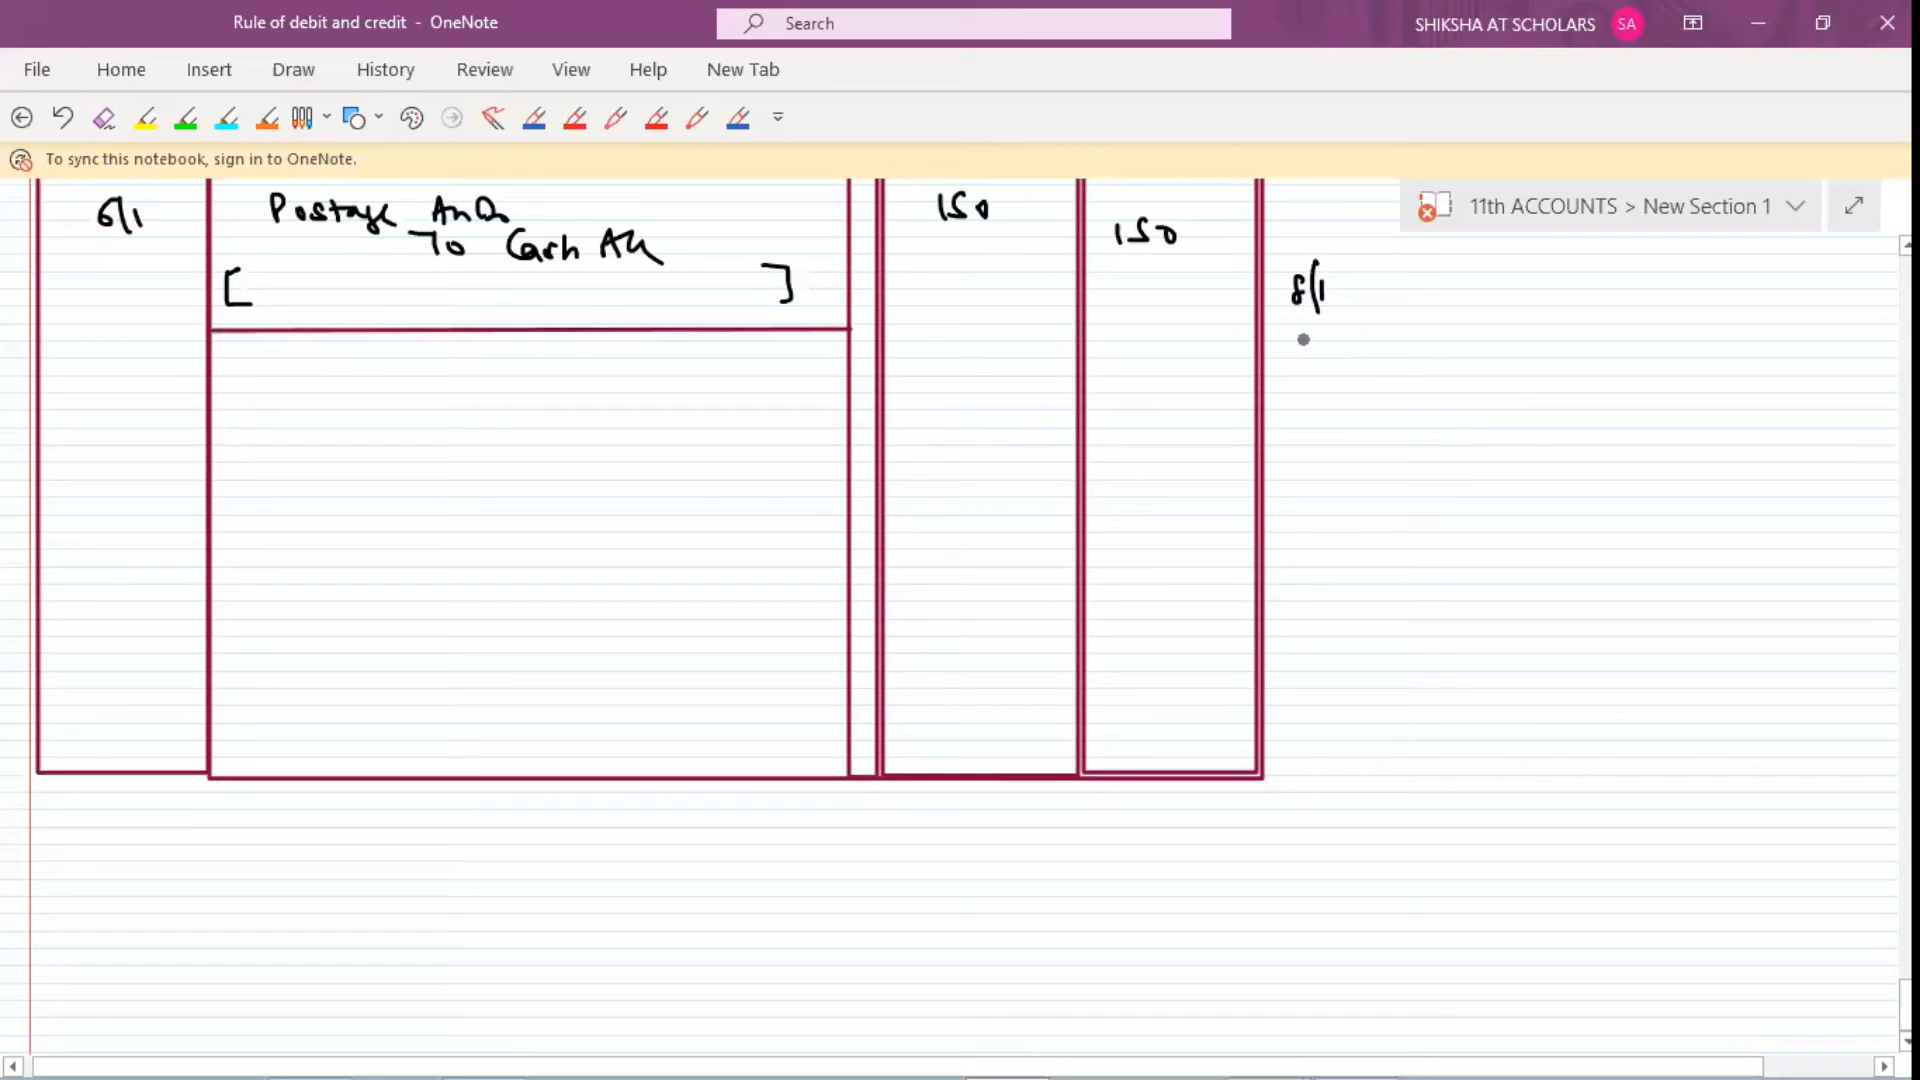 Rule of debit and credit - OneNote
Search
SHIKSHA AT SCHOLARS
SA
File Home Insert Draw History Review View Help New Tab
To sync this notebook, sign in to OneNote.
11th ACCOUNTS > New Section 1
6/1 Postage A/c Dr 150
To Cash A/c 150
[ ]
8/1